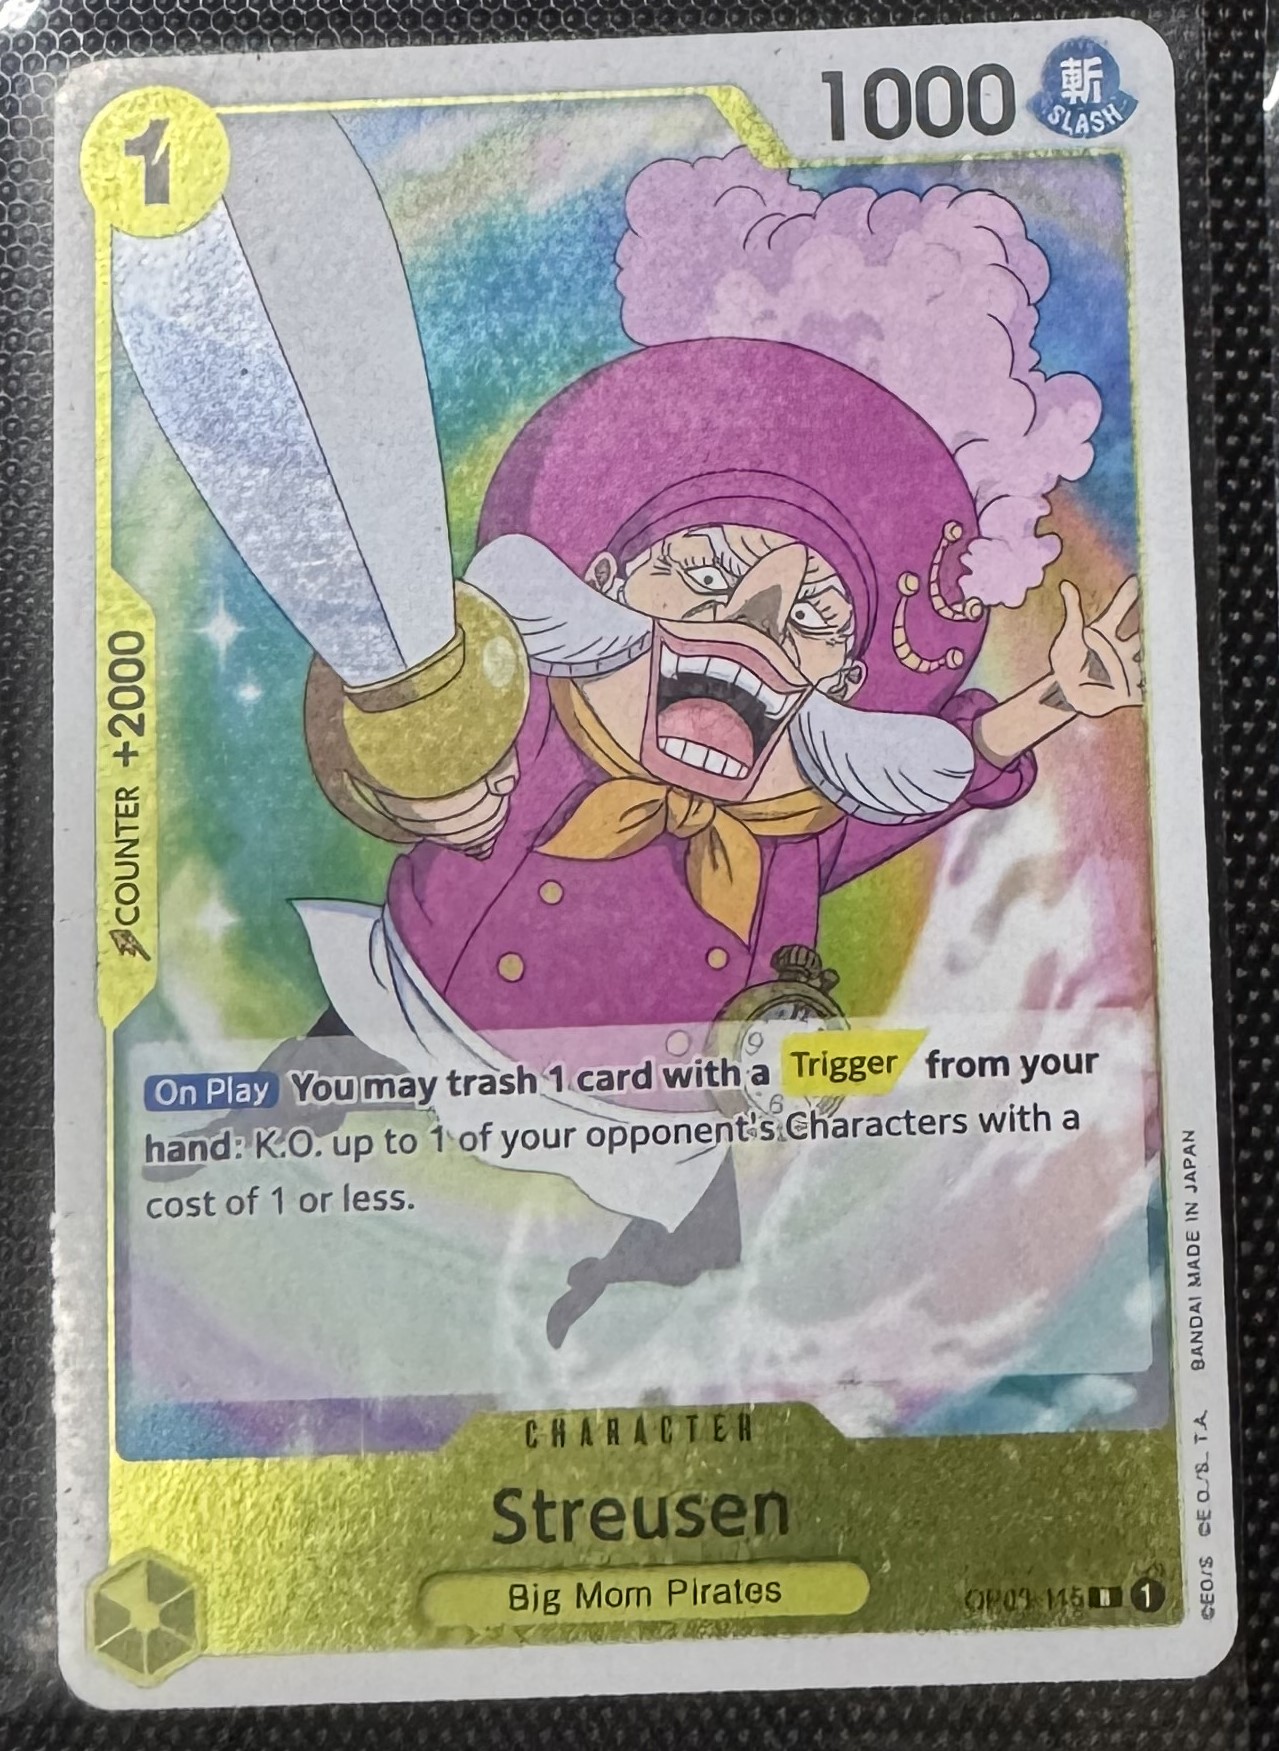 1
1000
斬
SLASH
COUNTER +2000
On Play You may trash 1 card with a Trigger from your
hand: K.O. up to 1 of your opponent's Characters with a
cost of 1 or less.
CHARACTER
Streusen
Big Mom Pirates
1
BANDAI MADE IN JAPAN